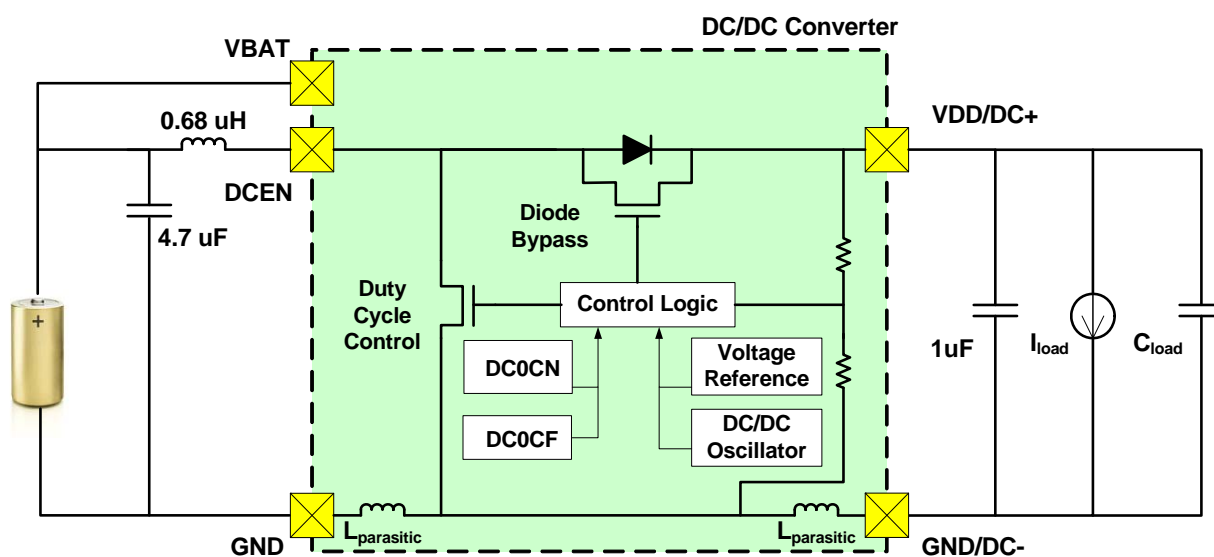 DC/DC Converter
VBAT
0.68 uH
VDD/DC+
DCEN
4.7 uF
Diode
Bypass
Duty
Cycle
Control
Control Logic
DC0CN
Voltage
Reference
DC0CF
DC/DC
Oscillator
+
1uF
Iload
Cload
Lparasitic
Lparasitic
GND
GND/DC-